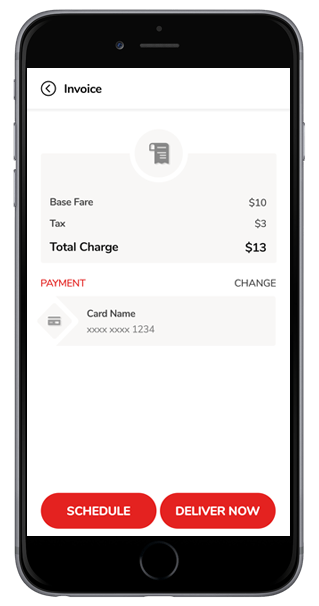 Invoice
Base Fare $10
Tax $3
Total Charge $13
PAYMENT CHANGE
Card Name
xxxx xxxx 1234
SCHEDULE DELIVER NOW